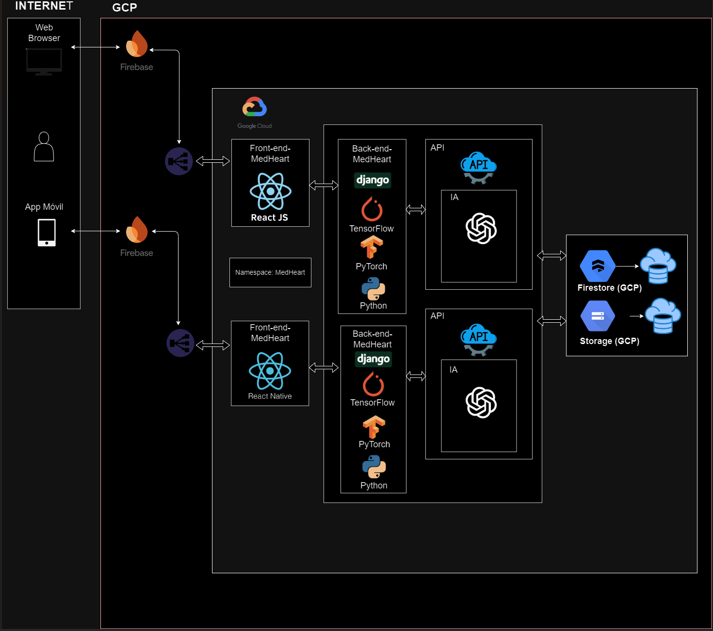 INTERNET
GCP
Web
Browser
Firebase
Google Cloud
Front-end-
MedHeart
React JS
Back-end-
MedHeart
django
TensorFlow
PyTorch
Python
API
API
IA
App Móvil
Firebase
Namespace: MedHeart
Firestore (GCP)
Storage (GCP)
Front-end-
MedHeart
React Native
Back-end-
MedHeart
django
TensorFlow
PyTorch
Python
API
API
IA